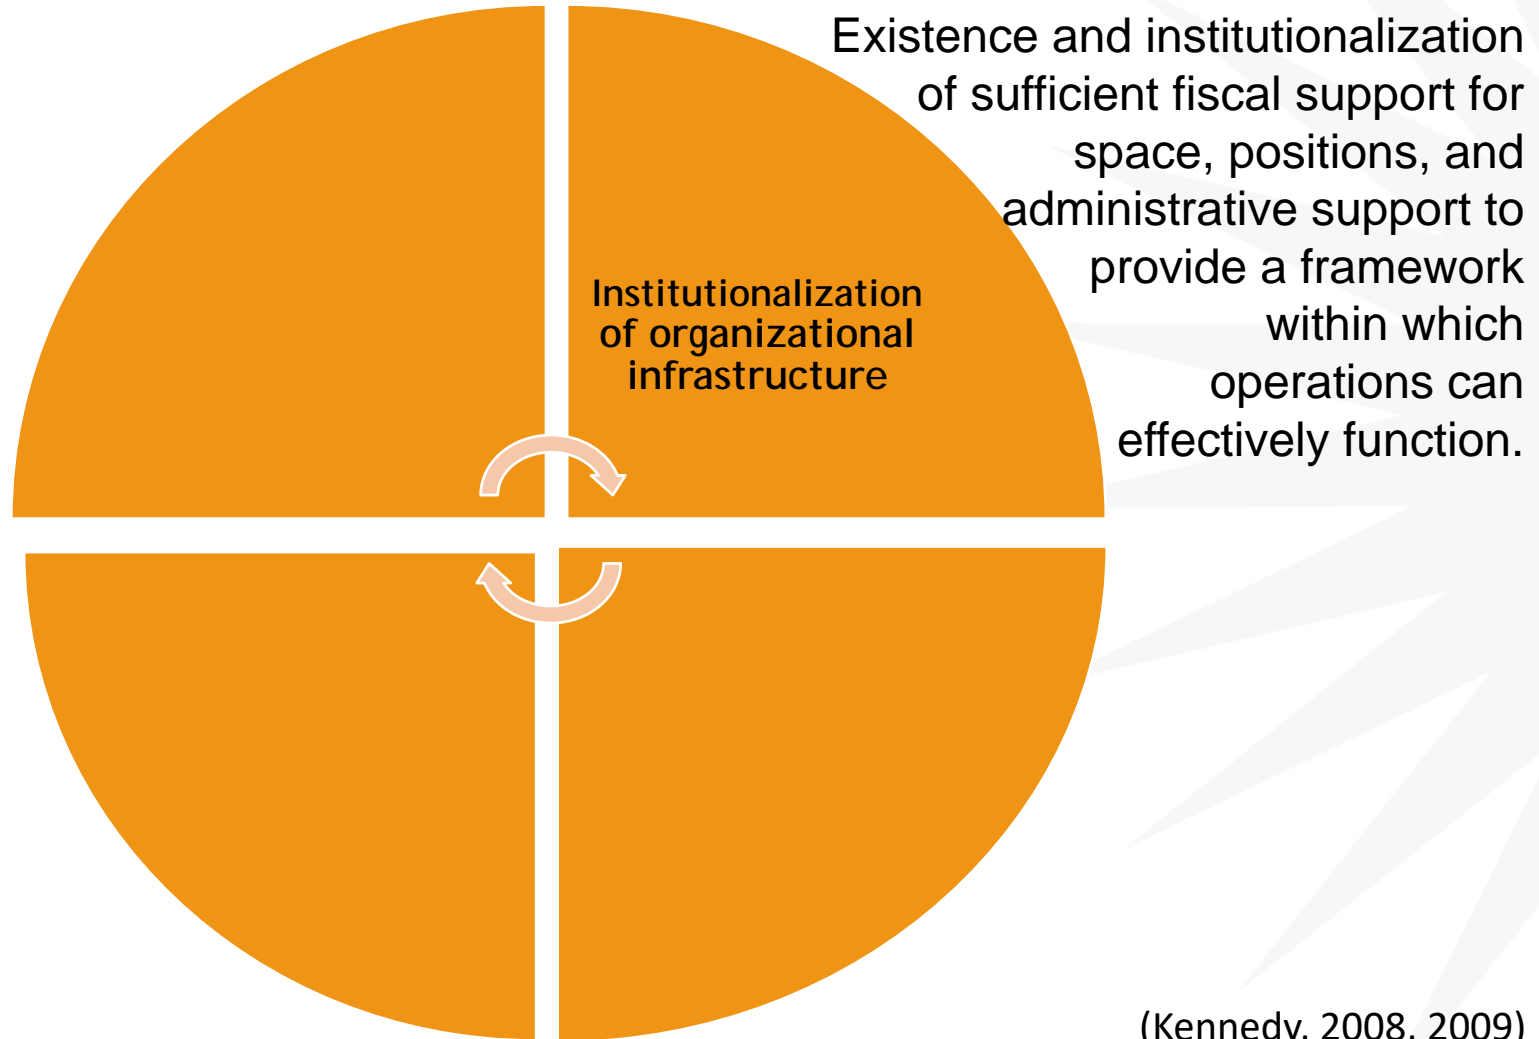 Existence and institutionalization
of sufficient fiscal support for
space, positions, and
administrative support to
provide a framework
within which
operations can
effectively function.
Institutionalization
of organizational
infrastructure
(Kennedy, 2008, 2009)